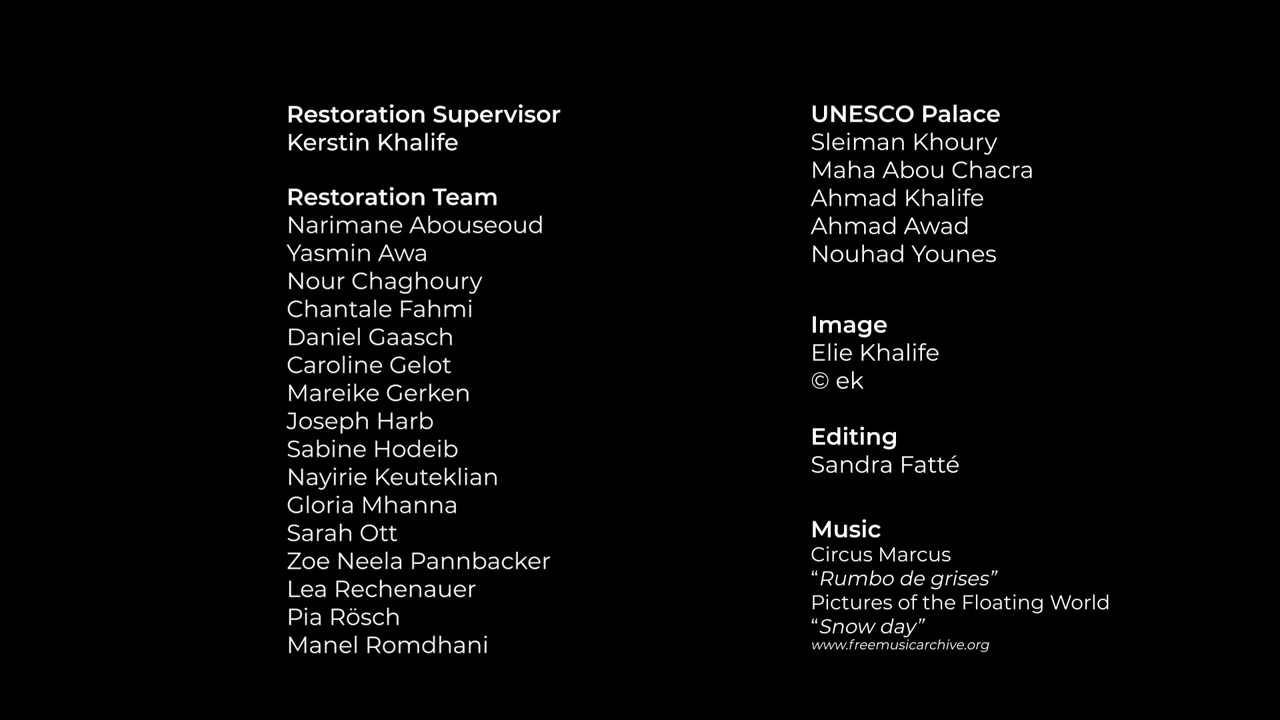 Restoration Supervisor
Kerstin Khalife
Restoration Team
Narimane Abouseoud
Yasmin Awa
Nour Chaghoury
Chantale Fahmi
Daniel Gaasch
Caroline Gelot
Mareike Gerken
Joseph Harb
Sabine Hodeib
Nayirie Keuteklian
Gloria Mhanna
Sarah Ott
Zoe Neela Pannbacker
Lea Rechenauer
Pia Rösch
Manel Romdhani
UNESCO Palace
Sleiman Khoury
Maha Abou Chacra
Ahmad Khalife
Ahmad Awad
Nouhad Younes
Image
Elie Khalife
© ek
Editing
Sandra Fatté
Music
Circus Marcus
“Rumbo de grises”
Pictures of the Floating World
“Snow day”
www.freemusicarchive.org